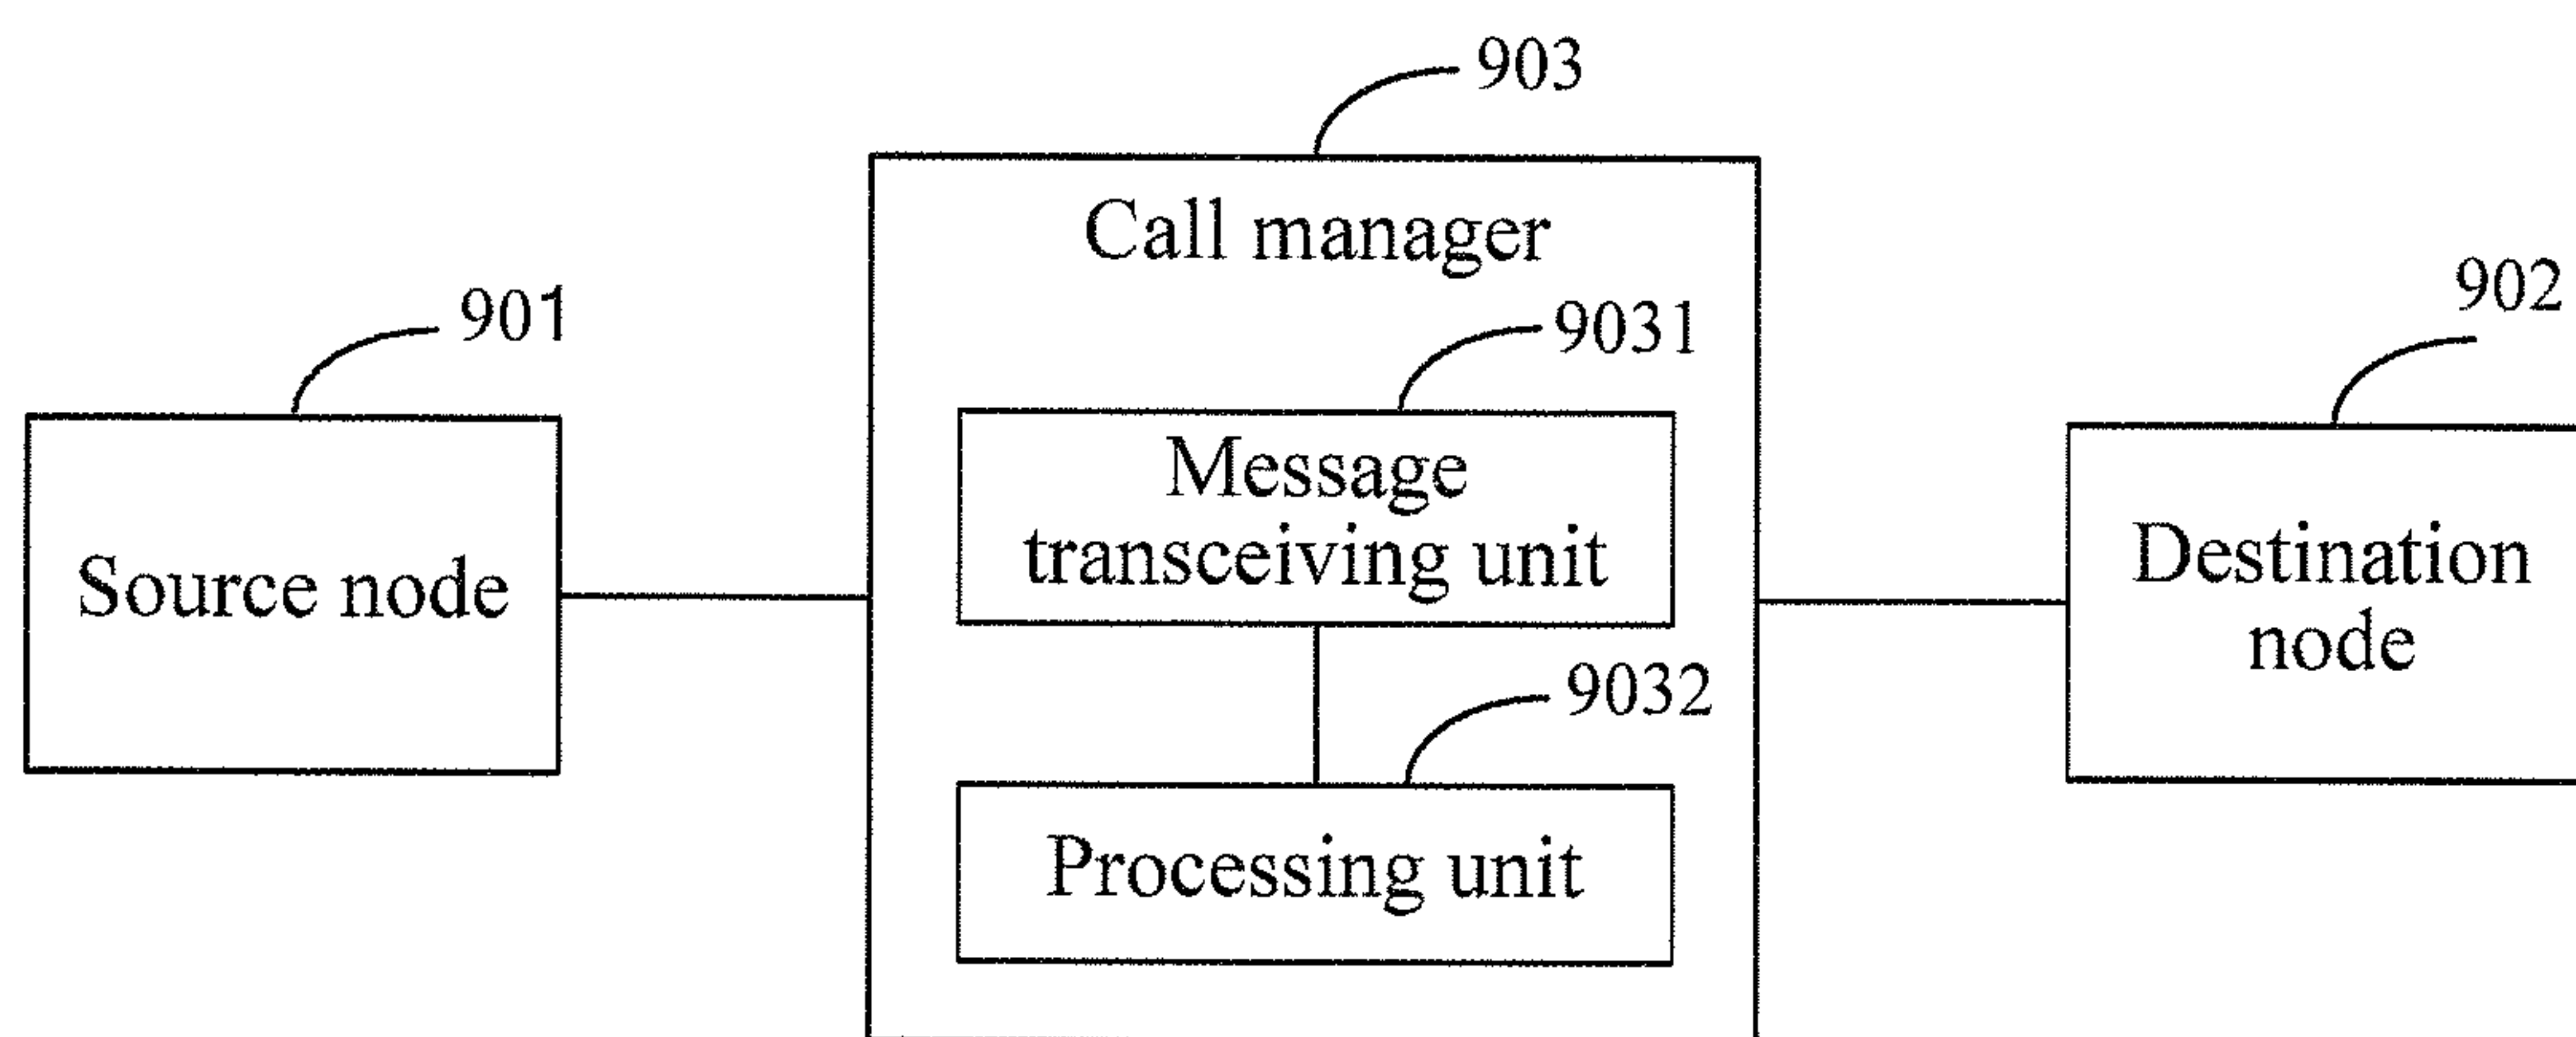 903
Call manager
901
9031
902
Message
transceiving unit
Source node
Destination
node
9032
Processing unit